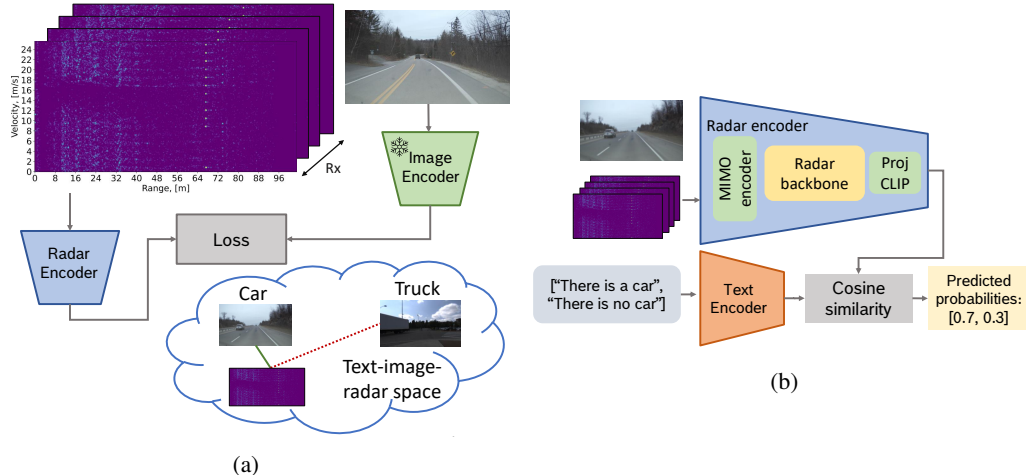 24
22
20
18
16
14
12
10
8
6
4
2
0
Velocity, [m/s]
0 8 16 24 32 40 48 56 64 72 80 88 96
Range, [m]
Rx
Image
Encoder
Radar
Encoder
Loss
Car
Truck
Text-image-
radar space
(a)
Radar encoder
MIMO
encoder
Radar
backbone
Proj
CLIP
["There is a car",
"There is no car"]
Text
Encoder
Cosine
similarity
Predicted
probabilities:
[0.7, 0.3]
(b)